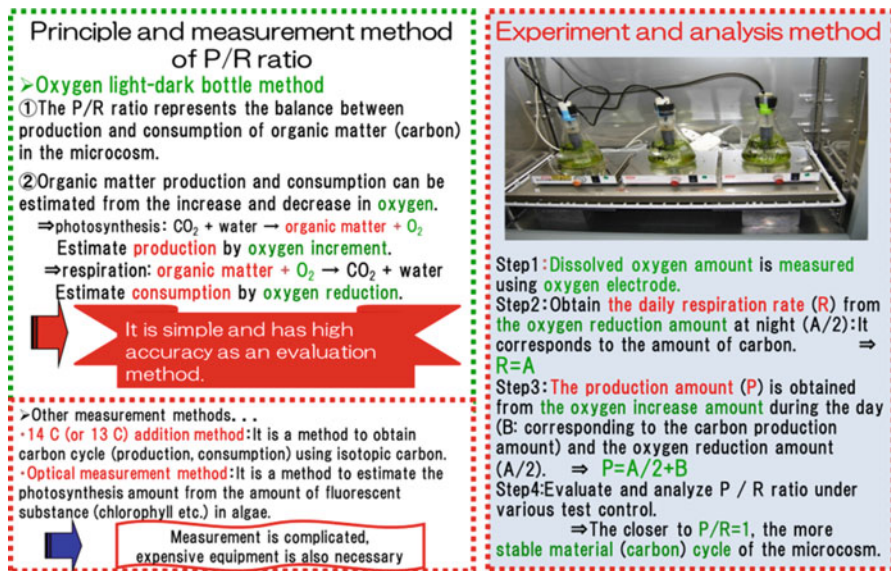 Principle and measurement method
of P/R ratio
➢Oxygen light-dark bottle method
①The P/R ratio represents the balance between
production and consumption of organic matter (carbon)
in the microcosm.
②Organic matter production and consumption can be
estimated from the increase and decrease in oxygen.
⇒photosynthesis: CO₂ + water → organic matter + O₂
Estimate production by oxygen increment.
⇒respiration: organic matter + O₂ → CO₂ + water
Estimate consumption by oxygen reduction.
It is simple and has high
accuracy as an evaluation
method.
➢Other measurement methods...
・14 C (or 13 C) addition method:It is a method to obtain
carbon cycle (production, consumption) using isotopic carbon.
・Optical measurement method:It is a method to estimate the
photosynthesis amount from the amount of fluorescent
substance (chlorophyll etc.) in algae.
Measurement is complicated,
expensive equipment is also necessary
Experiment and analysis method
Step1:Dissolved oxygen amount is measured
using oxygen electrode.
Step2:Obtain the daily respiration rate (R) from
the oxygen reduction amount at night (A/2):It
corresponds to the amount of carbon. ⇒
R=A
Step3:The production amount (P) is obtained
from the oxygen increase amount during the day
(B: corresponding to the carbon production
amount) and the oxygen reduction amount
(A/2). ⇒ P=A/2+B
Step4:Evaluate and analyze P / R ratio under
various test control.
⇒The closer to P/R=1, the more
stable material (carbon) cycle of the microcosm.